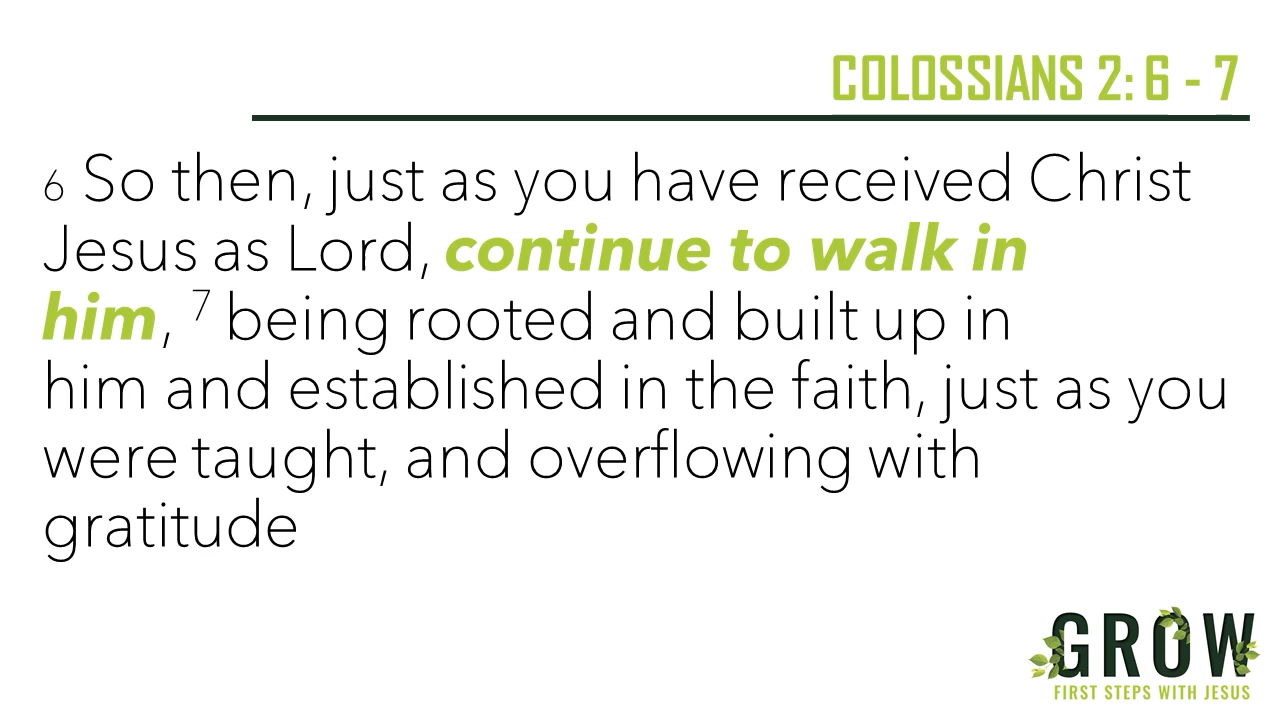 COLOSSIANS 2: 6 - 7
6 So then, just as you have received Christ
Jesus as Lord, continue to walk in
him, 7 being rooted and built up in
him and established in the faith, just as you
were taught, and overflowing with
gratitude
GROW
FIRST STEPS WITH JESUS